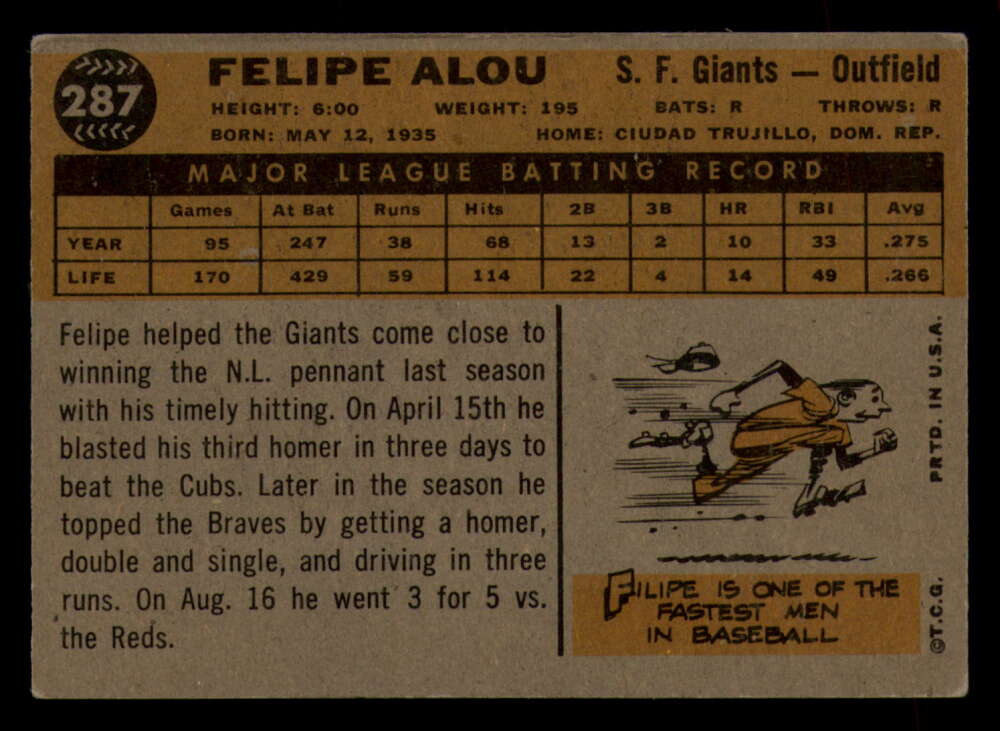 287
FELIPE ALOU S. F. Giants — Outfield
HEIGHT: 6:00 WEIGHT: 195 BATS: R THROWS: R
BORN: MAY 12, 1935 HOME: CIUDAD TRUJILLO, DOM. REP.
MAJOR LEAGUE BATTING RECORD
Games At Bat Runs Hits 2B 3B HR RBI Avg
YEAR 95 247 38 68 13 2 10 33 .275
LIFE 170 429 59 114 22 4 14 49 .266
Felipe helped the Giants come close to
winning the N.L. pennant last season
with his timely hitting. On April 15th he
blasted his third homer in three days to
beat the Cubs. Later in the season he
topped the Braves by getting a homer,
double and single, and driving in three
runs. On Aug. 16 he went 3 for 5 vs.
the Reds.
FILIPE IS ONE OF THE
FASTEST MEN
IN BASEBALL
©T.C.G.
PRTD. IN U.S.A.